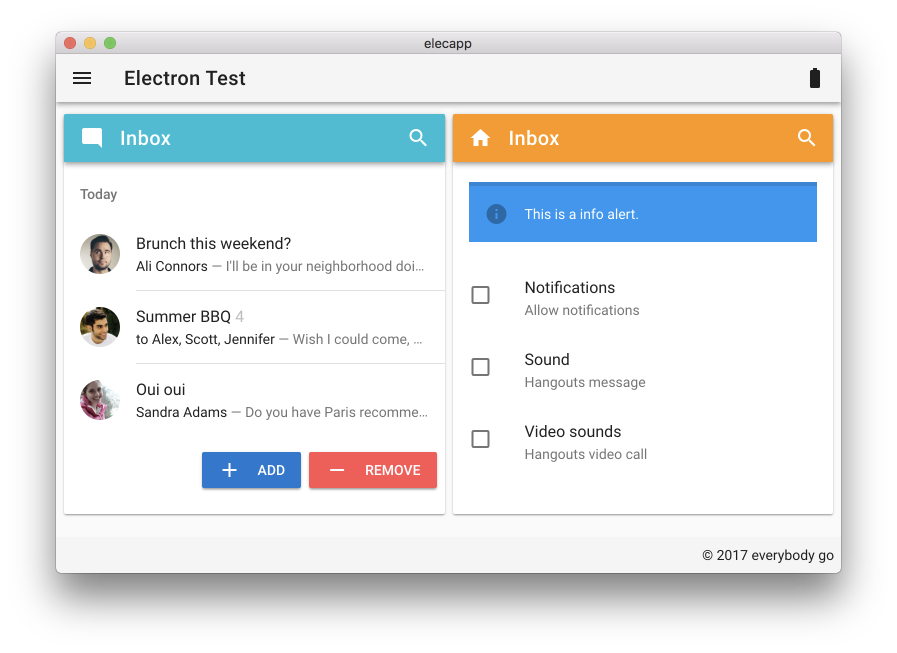 elecapp
Electron Test
Inbox
Today
Brunch this weekend?
Ali Connors — I'll be in your neighborhood doi…
Summer BBQ 4
to Alex, Scott, Jennifer — Wish I could come, …
Oui oui
Sandra Adams — Do you have Paris recomme…
ADD
REMOVE
Inbox
This is a info alert.
Notifications
Allow notifications
Sound
Hangouts message
Video sounds
Hangouts video call
© 2017 everybody go